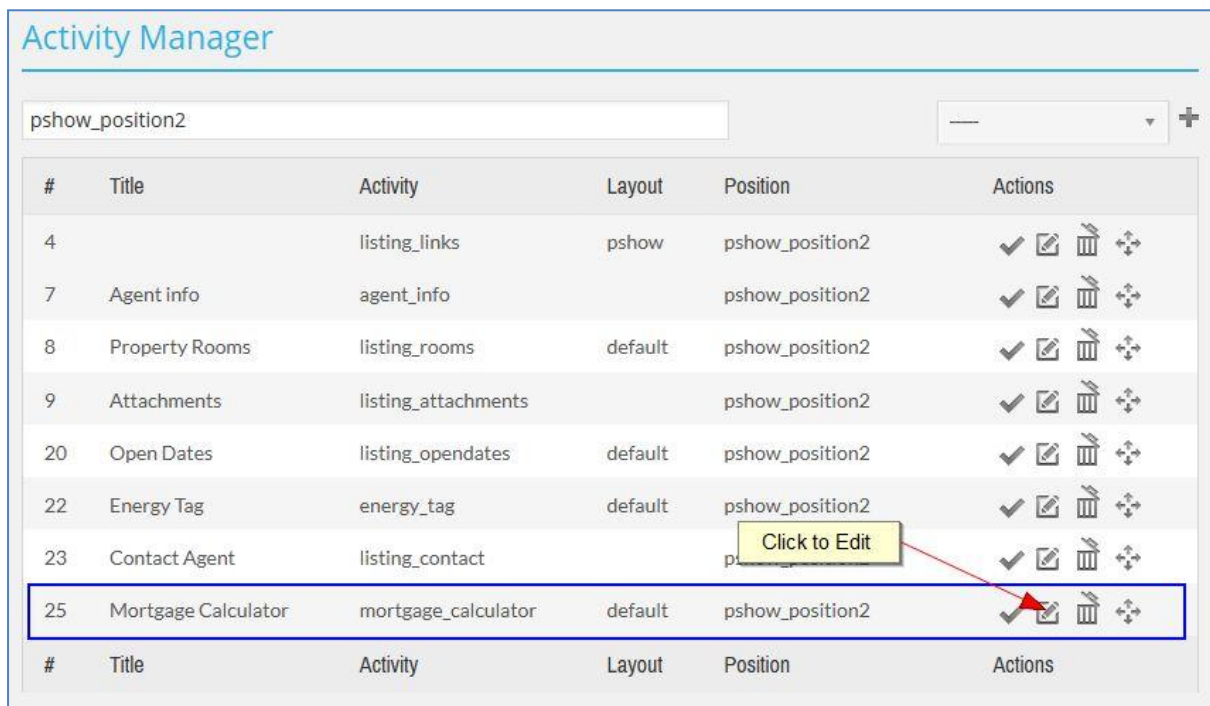 Activity Manager
pshow_position2 —
# Title Activity Layout Position Actions
4 listing_links pshow pshow_position2
7 Agent info agent_info pshow_position2
8 Property Rooms listing_rooms default pshow_position2
9 Attachments listing_attachments pshow_position2
20 Open Dates listing_opendates default pshow_position2
22 Energy Tag energy_tag default pshow_position2
Click to Edit
23 Contact Agent listing_contact
25 Mortgage Calculator mortgage_calculator default pshow_position2
# Title Activity Layout Position Actions